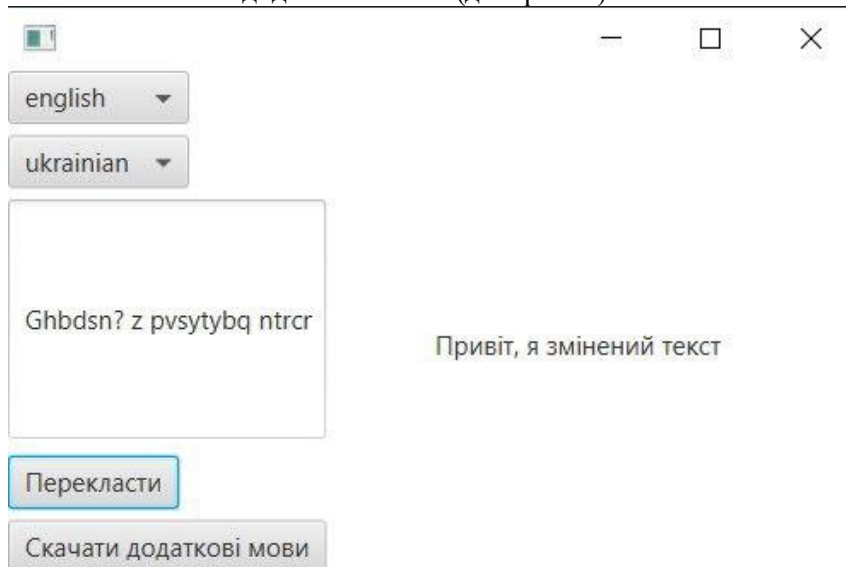 english
ukrainian
Ghbdsn? z pvsytybq ntrcr
Привіт, я змінений текст
Перекласти
Скачати додаткові мови